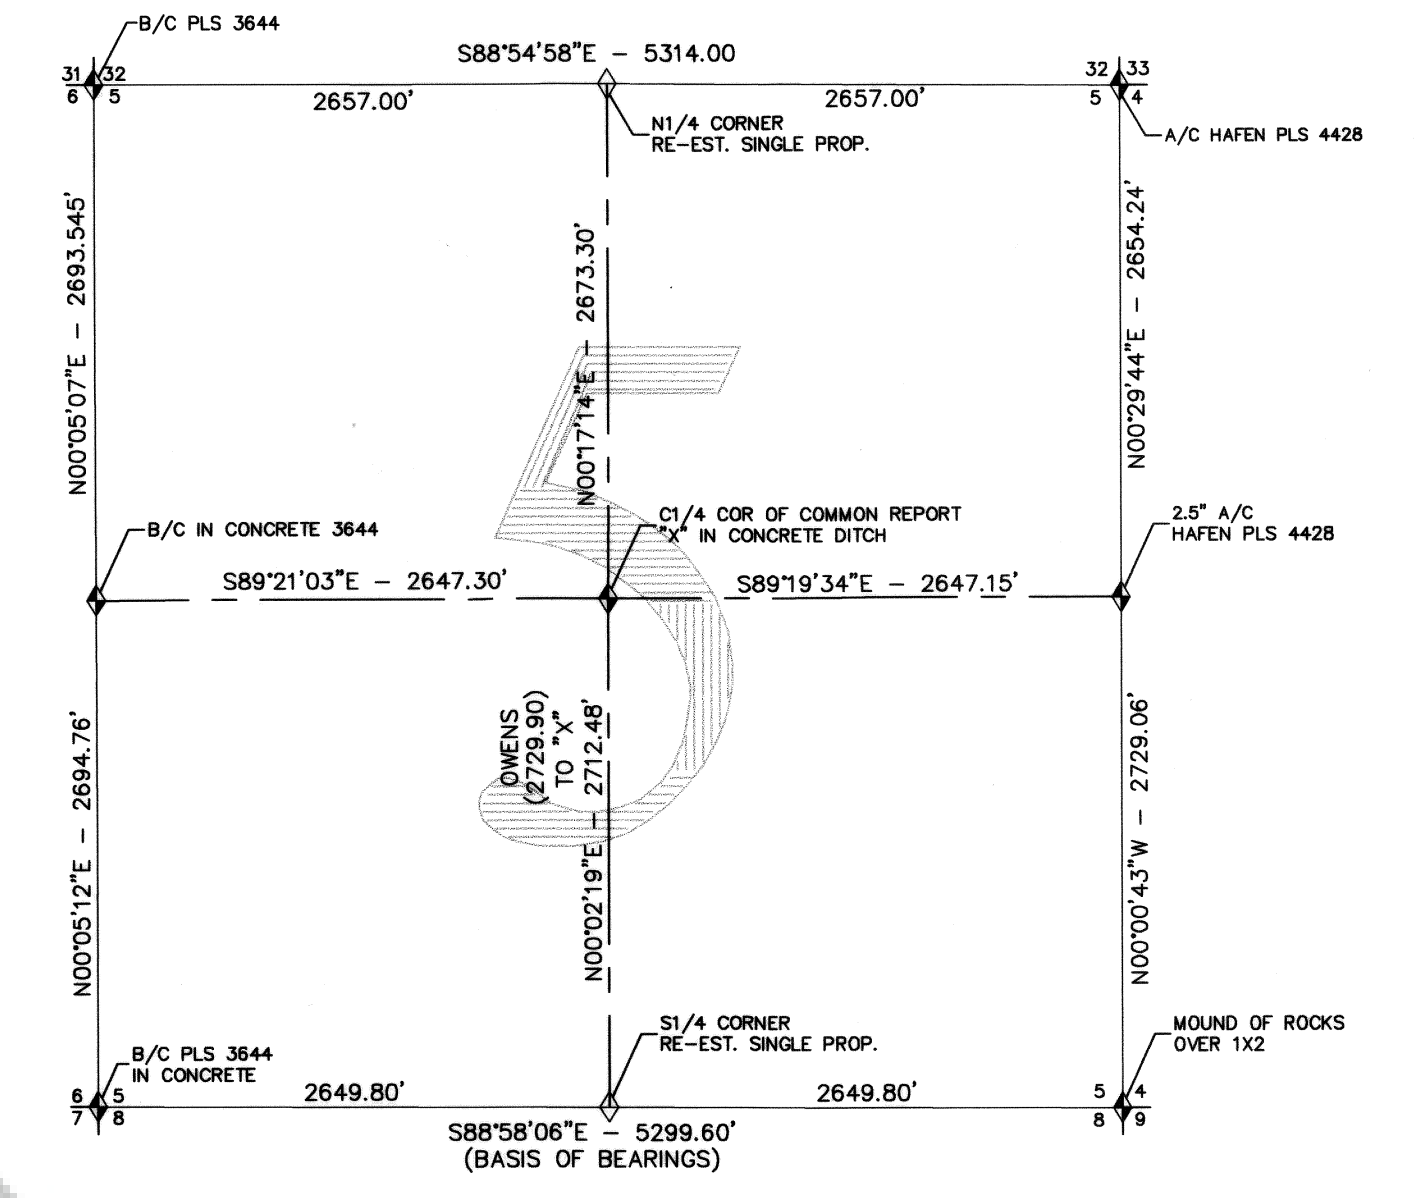 B/C PLS 3644
S88°54'58"E – 5314.00
31 32
6 5
32 33
5 4
2657.00'
2657.00'
N1/4 CORNER
RE-EST. SINGLE PROP.
A/C HAFEN PLS 4428
N00°05'07"E – 2693.545'
N00°17'14"E – 2673.30'
N00°29'44"E – 2654.24'
5
B/C IN CONCRETE 3644
C1/4 COR OF COMMON REPORT
"X" IN CONCRETE DITCH
2.5" A/C
HAFEN PLS 4428
S89°21'03"E – 2647.30'
S89°19'34"E – 2647.15'
N00°05'12"E – 2694.76'
OWENS
(2729.90)
TO "X"
N00°02'19"E – 2712.48'
N00°00'43"W – 2729.06'
B/C PLS 3644
IN CONCRETE
S1/4 CORNER
RE-EST. SINGLE PROP.
MOUND OF ROCKS
OVER 1X2
6 5
7 8
2649.80'
2649.80'
5 4
8 9
S88°58'06"E – 5299.60'
(BASIS OF BEARINGS)